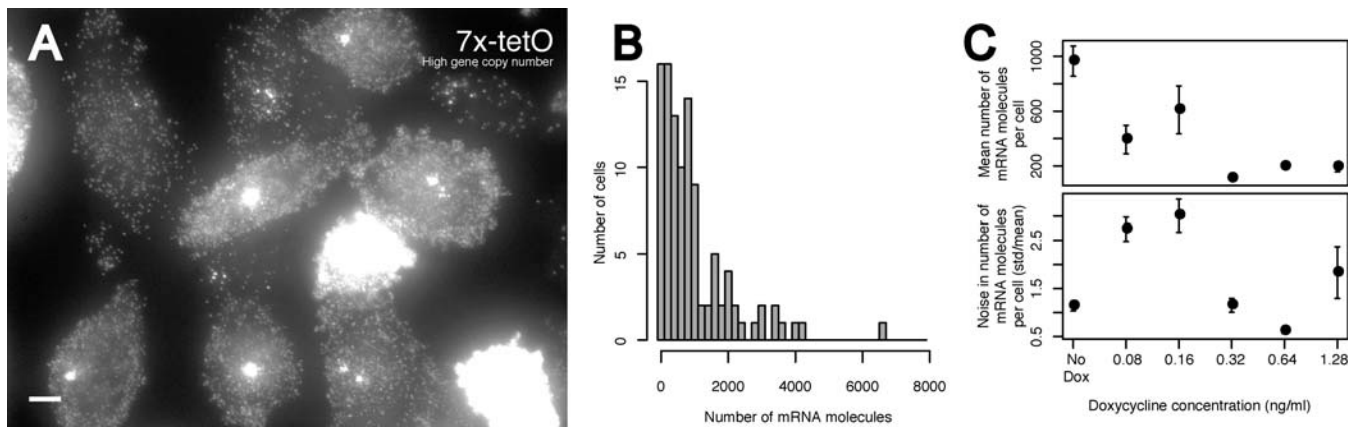 A
7x-tetO
High gene copy number
B
15
10
5
0
Number of cells
0 2000 4000 6000 8000
Number of mRNA molecules
C
1000
600
200
Mean number of
mRNA molecules
per cell
2.5
1.5
0.5
Noise in number of
mRNA molecules
per cell (std/mean)
No
Dox
0.08 0.16 0.32 0.64 1.28
Doxycycline concentration (ng/ml)